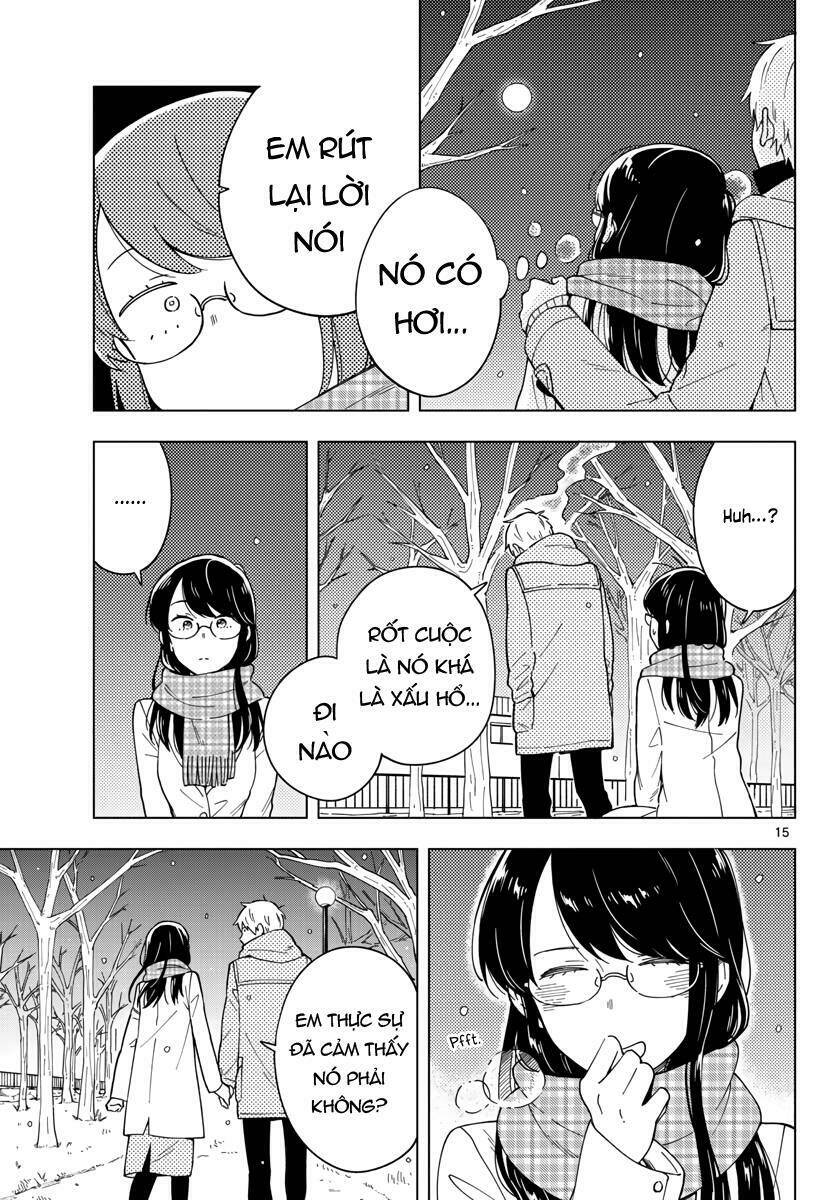 NÓ CÓ
HƠI...
EM RÚT
LẠI LỜI
NÓI
Huh...?
RỐT CUỘC
LÀ NÓ KHÁ
LÀ XẤU HỔ...
ĐI
NÀO
......
15
Pfft.
EM THỰC SỰ
ĐÃ CẢM THẤY
NÓ PHẢI
KHÔNG?